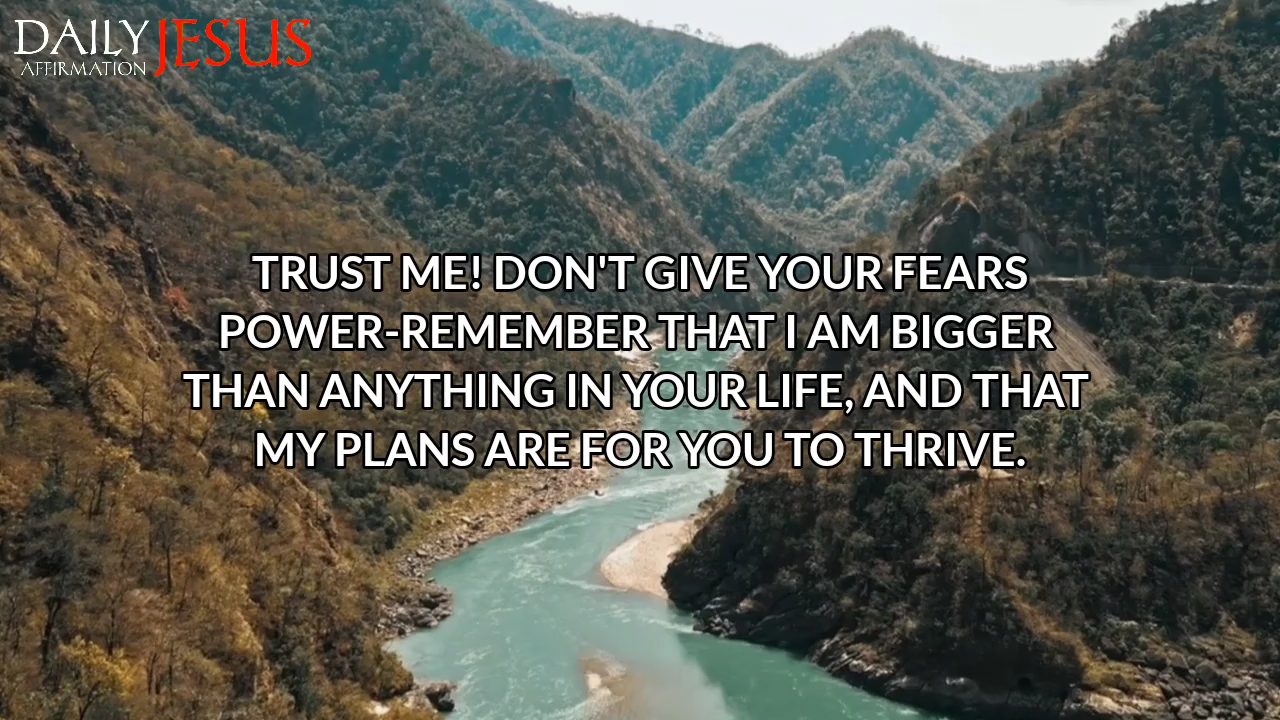 DAILY JESUS
AFFIRMATION
TRUST ME! DON'T GIVE YOUR FEARS
POWER-REMEMBER THAT I AM BIGGER
THAN ANYTHING IN YOUR LIFE, AND THAT
MY PLANS ARE FOR YOU TO THRIVE.